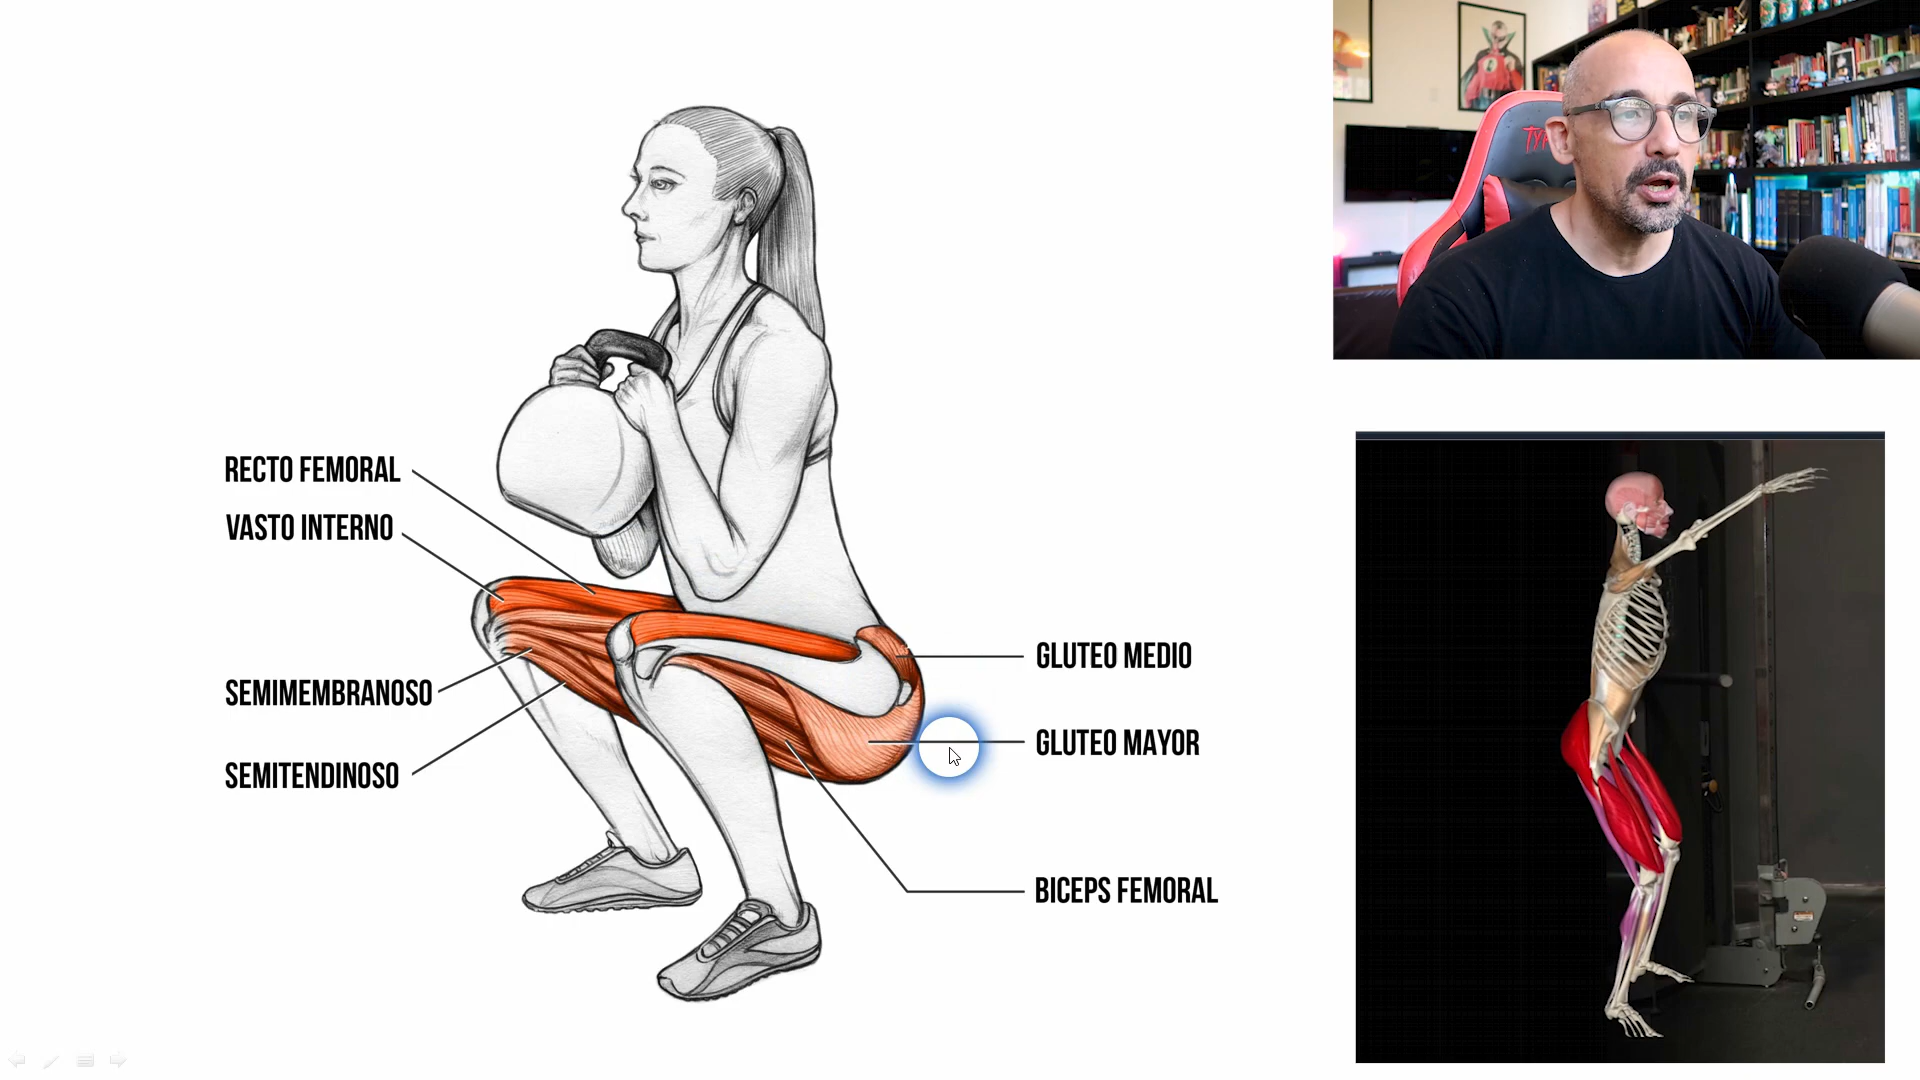 RECTO FEMORAL
VASTO INTERNO
SEMIMEMBRANOSO
SEMITENDINOSO
GLUTEO MEDIO
GLUTEO MAYOR
BICEPS FEMORAL